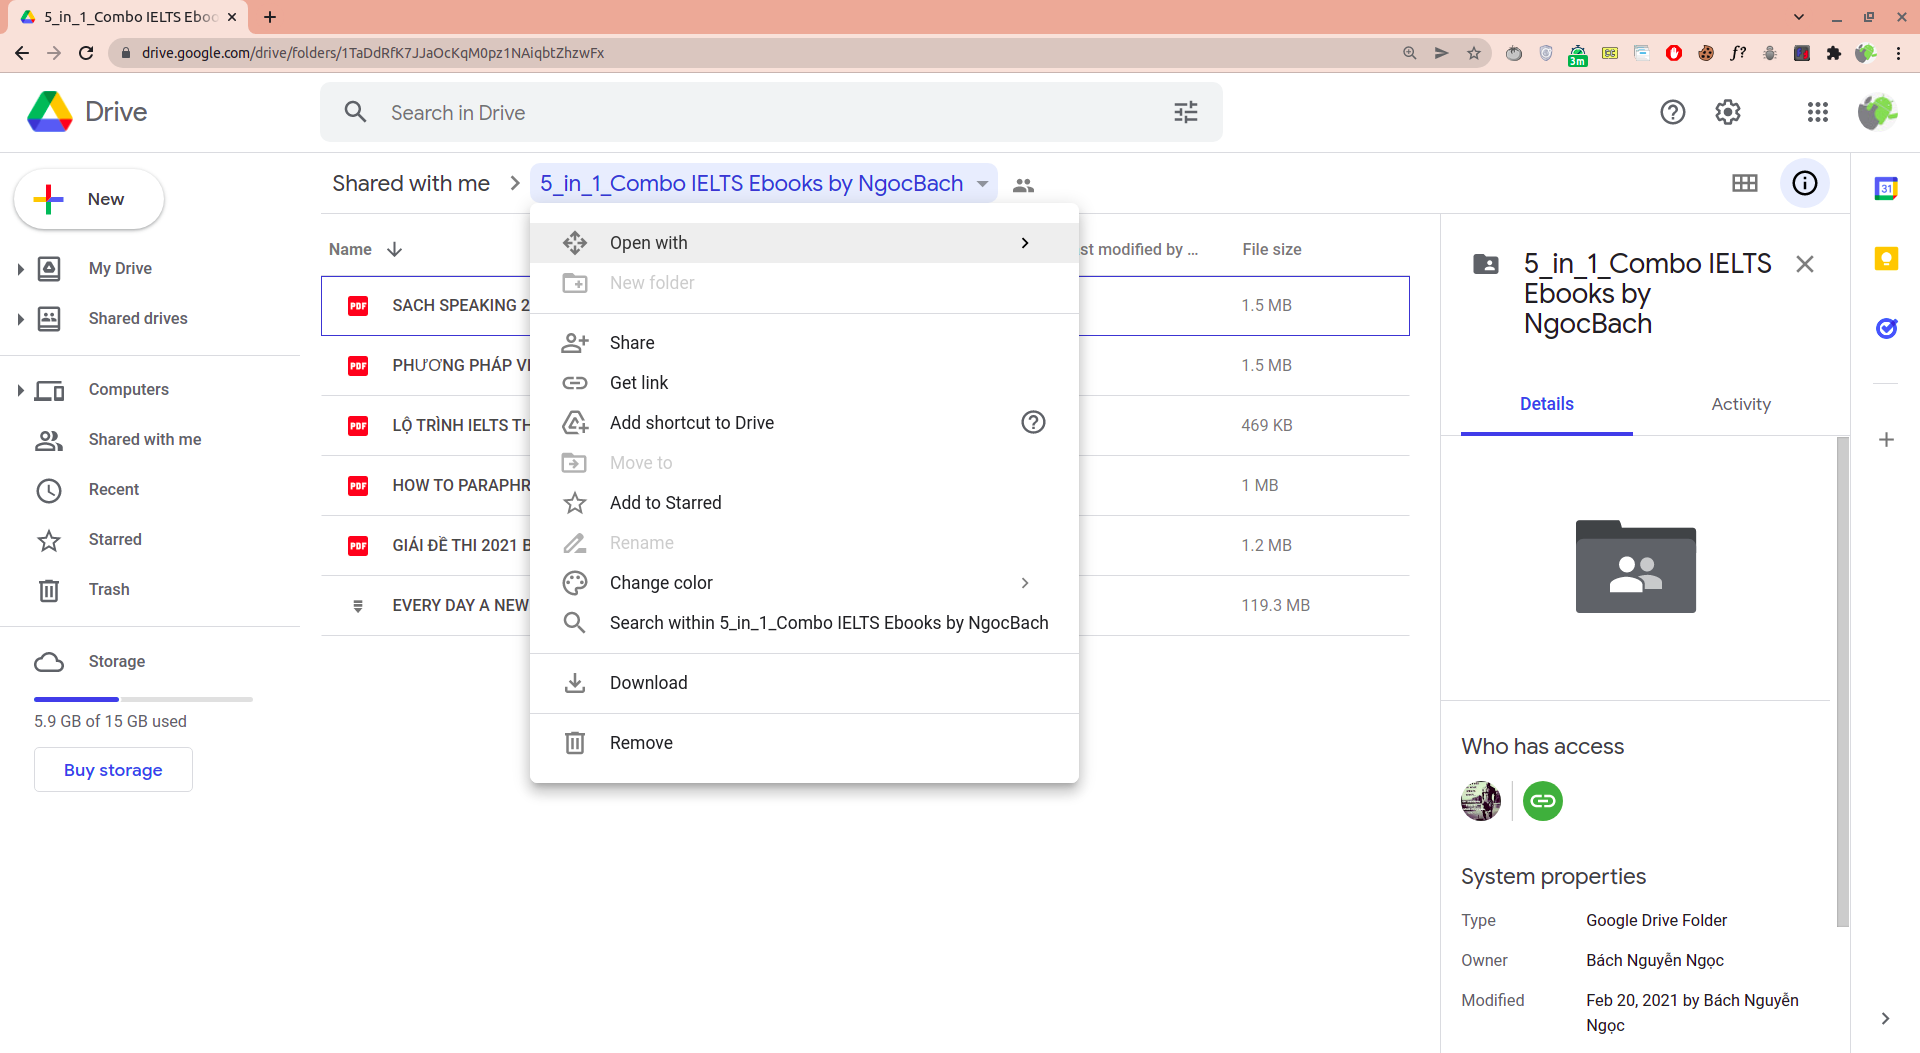 5_in_1_Combo IELTS Eboo
drive.google.com/drive/folders/1TaDdRfK7JJaOcKqM0pz1NAiqbtZhzwFx
3m
f?
Drive
Search in Drive
New
Shared with me
5_in_1_Combo IELTS Ebooks by NgocBach
31
My Drive
Shared drives
Computers
Shared with me
Recent
Starred
Trash
Storage
5.9 GB of 15 GB used
Buy storage
Name
st modified by ...
File size
PDF
SACH SPEAKING 2
1.5 MB
PDF
PHƯƠNG PHÁP VI
1.5 MB
PDF
LỘ TRÌNH IELTS TH
469 KB
PDF
HOW TO PARAPHR
1 MB
PDF
GIẢI ĐỀ THI 2021 B
1.2 MB
EVERY DAY A NEW
119.3 MB
Open with
New folder
Share
Get link
Add shortcut to Drive
Move to
Add to Starred
Rename
Change color
Search within 5_in_1_Combo IELTS Ebooks by NgocBach
Download
Remove
5_in_1_Combo IELTS
Ebooks by
NgocBach
Details
Activity
Who has access
System properties
Type
Google Drive Folder
Owner
Bách Nguyễn Ngọc
Modified
Feb 20, 2021 by Bách Nguyễn
Ngọc